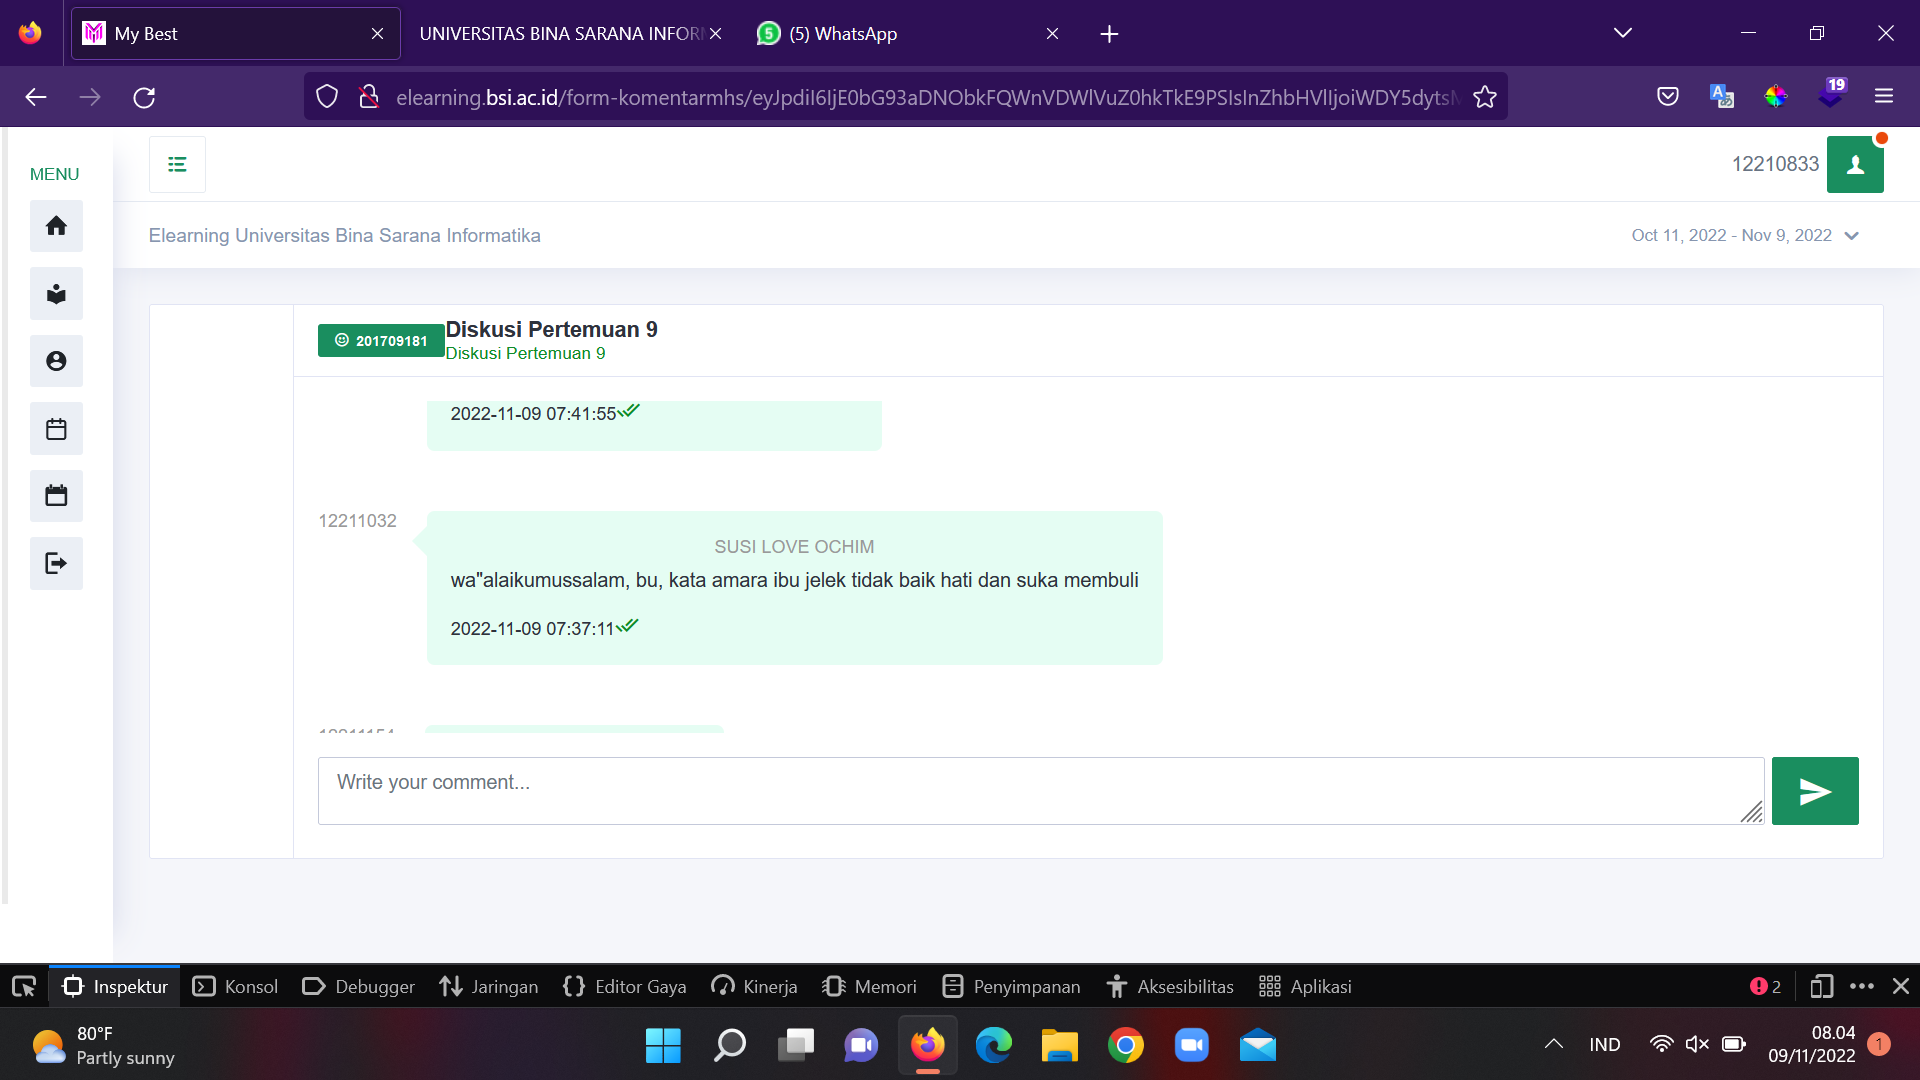 My Best
UNIVERSITAS BINA SARANA INFOR
5 (5) WhatsApp
elearning.bsi.ac.id/form-komentarmhs/eyJpdiI6IjE0bG93aDNObkFQWnVDWlVuZ0hkTkE9PSIsInZhbHVlIjoiWDY5dyts
19
MENU
12210833
Elearning Universitas Bina Sarana Informatika
Oct 11, 2022 - Nov 9, 2022
201709181
Diskusi Pertemuan 9
Diskusi Pertemuan 9
2022-11-09 07:41:55
12211032
SUSI LOVE OCHIM
wa"alaikumussalam, bu, kata amara ibu jelek tidak baik hati dan suka membuli
2022-11-09 07:37:11
Write your comment...
Inspektur
Konsol
Debugger
Jaringan
Editor Gaya
Kinerja
Memori
Penyimpanan
Aksesibilitas
Aplikasi
2
80°F
Partly sunny
IND
08.04
09/11/2022
1